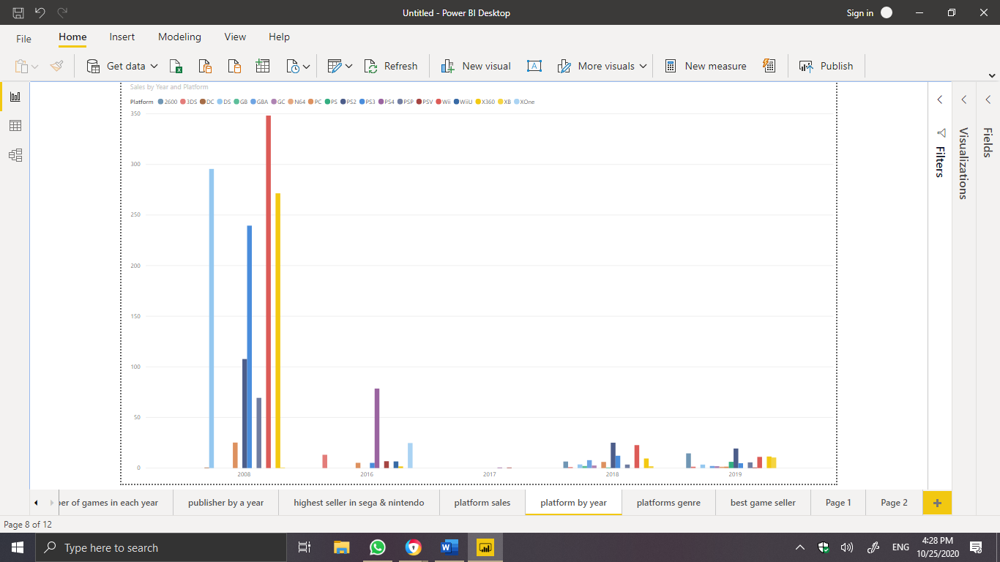 Untitled - Power BI Desktop
Sign in
File Home Insert Modeling View Help
Get data Refresh New visual A More visuals New measure Publish
Sales by Year and Platform
Platform 2600 3DS DC DS GB GBA GC N64 PC PS PS2 PS3 PS4 PSP PSV Wii WiiU X360 XB XOne
350
300
250
200
150
100
50
0
2008 2016 2017 2018 2019
Filters
Visualizations
Fields
er of games in each year publisher by a year highest seller in sega & nintendo platform sales platform by year platforms genre best game seller Page 1 Page 2
Page 8 of 12
Type here to search
W
ENG
4:28 PM
10/25/2020